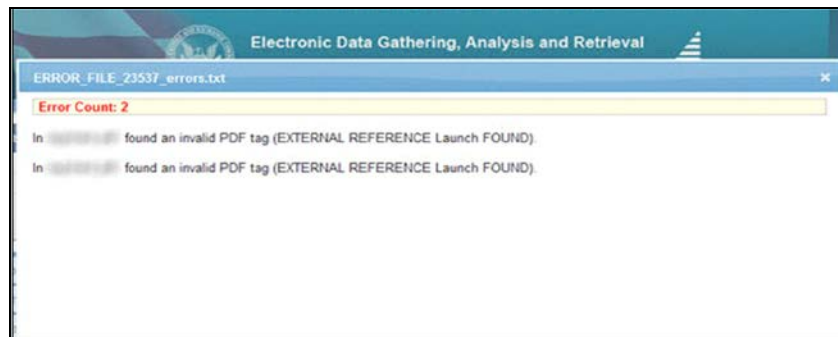 Electronic Data Gathering, Analysis and Retrieval
ERROR_FILE_23537_errors.txt
Error Count: 2
In found an invalid PDF tag (EXTERNAL REFERENCE Launch FOUND).
In found an invalid PDF tag (EXTERNAL REFERENCE Launch FOUND).